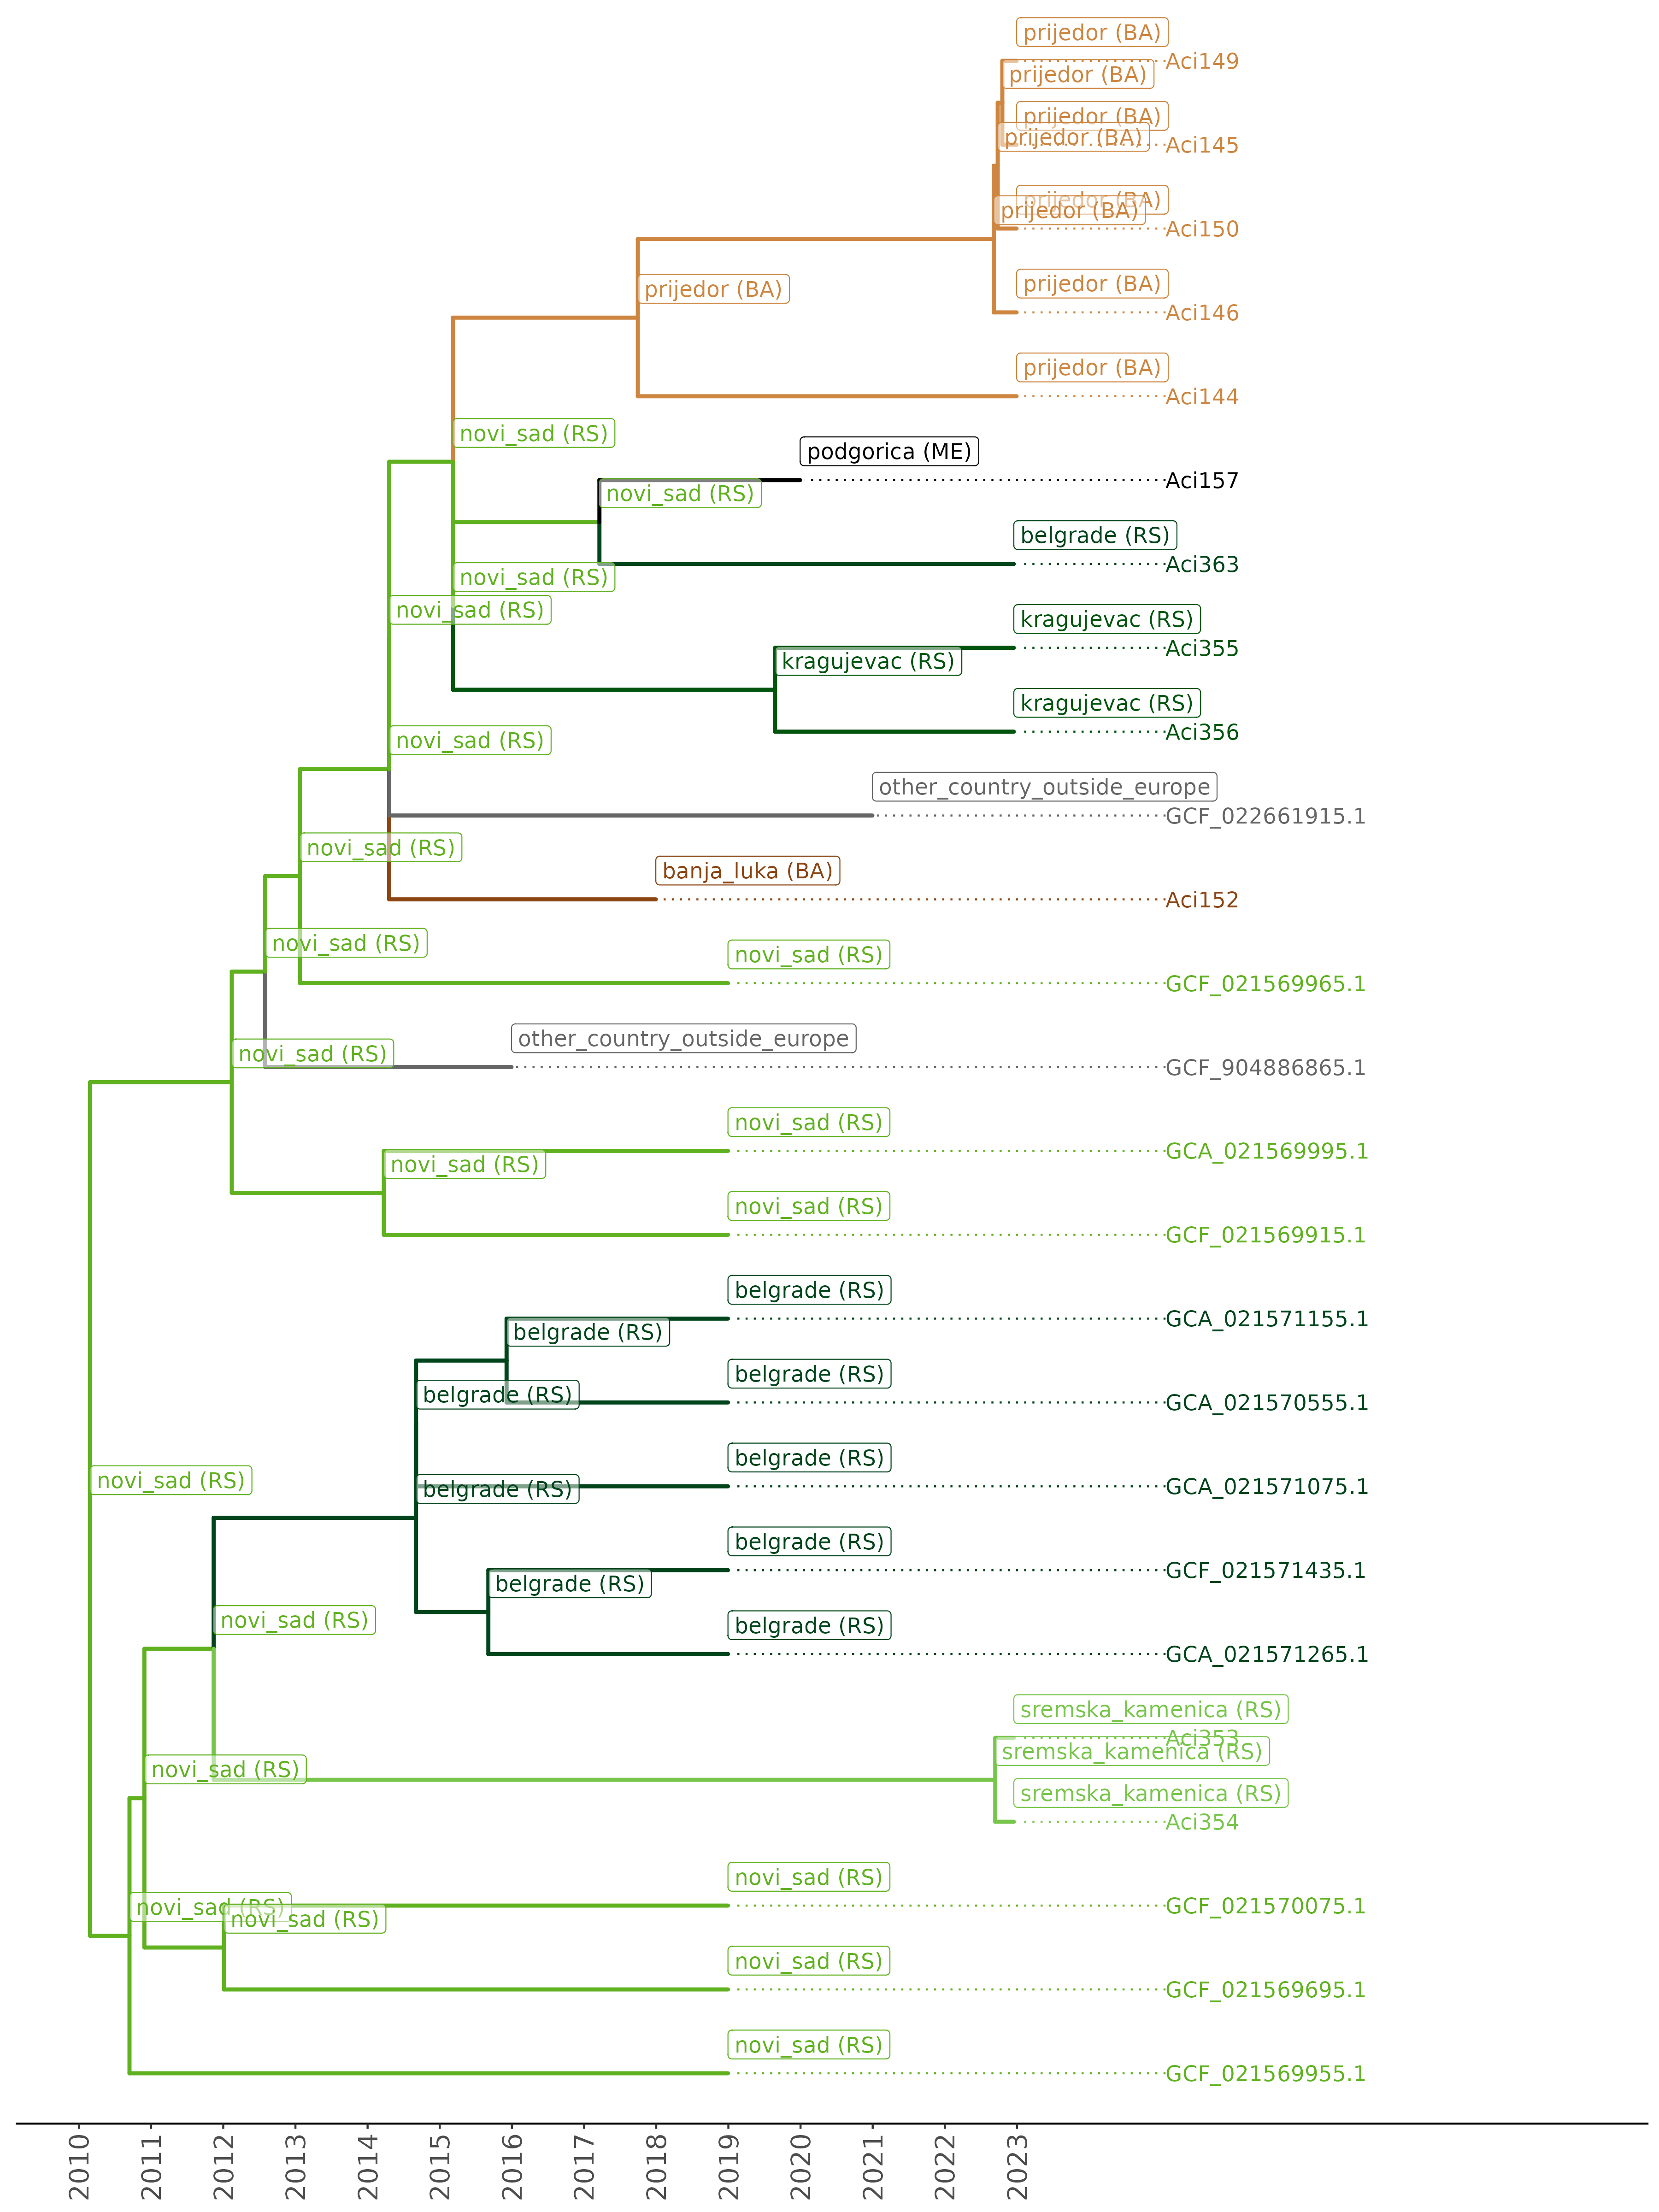 prijedor (BA)
Aci149
prijedor (BA)
prijedor (BA)
prijedor (BA)
Aci145
prijedor (BA)
prijedor (BA)
Aci150
prijedor (BA)
prijedor (BA)
Aci146
prijedor (BA)
Aci144
novi_sad (RS)
podgorica (ME)
Aci157
novi_sad (RS)
belgrade (RS)
Aci363
novi_sad (RS)
novi_sad (RS)
kragujevac (RS)
Aci355
kragujevac (RS)
kragujevac (RS)
Aci356
novi_sad (RS)
other_country_outside_europe
GCF_022661915.1
novi_sad (RS)
banja_luka (BA)
Aci152
novi_sad (RS)
novi_sad (RS)
GCF_021569965.1
other_country_outside_europe
novi_sad (RS)
GCF_904886865.1
novi_sad (RS)
GCA_021569995.1
novi_sad (RS)
novi_sad (RS)
GCF_021569915.1
belgrade (RS)
GCA_021571155.1
belgrade (RS)
belgrade (RS)
belgrade (RS)
GCA_021570555.1
belgrade (RS)
novi_sad (RS)
GCA_021571075.1
belgrade (RS)
belgrade (RS)
GCF_021571435.1
belgrade (RS)
novi_sad (RS)
belgrade (RS)
GCA_021571265.1
sremska_kamenica (RS)
Aci353
sremska_kamenica (RS)
novi_sad (RS)
sremska_kamenica (RS)
Aci354
novi_sad (RS)
GCF_021570075.1
novi_sad (RS)
novi_sad (RS)
novi_sad (RS)
GCF_021569695.1
novi_sad (RS)
GCF_021569955.1
2010
2011
2012
2013
2014
2015
2016
2017
2018
2019
2020
2021
2022
2023